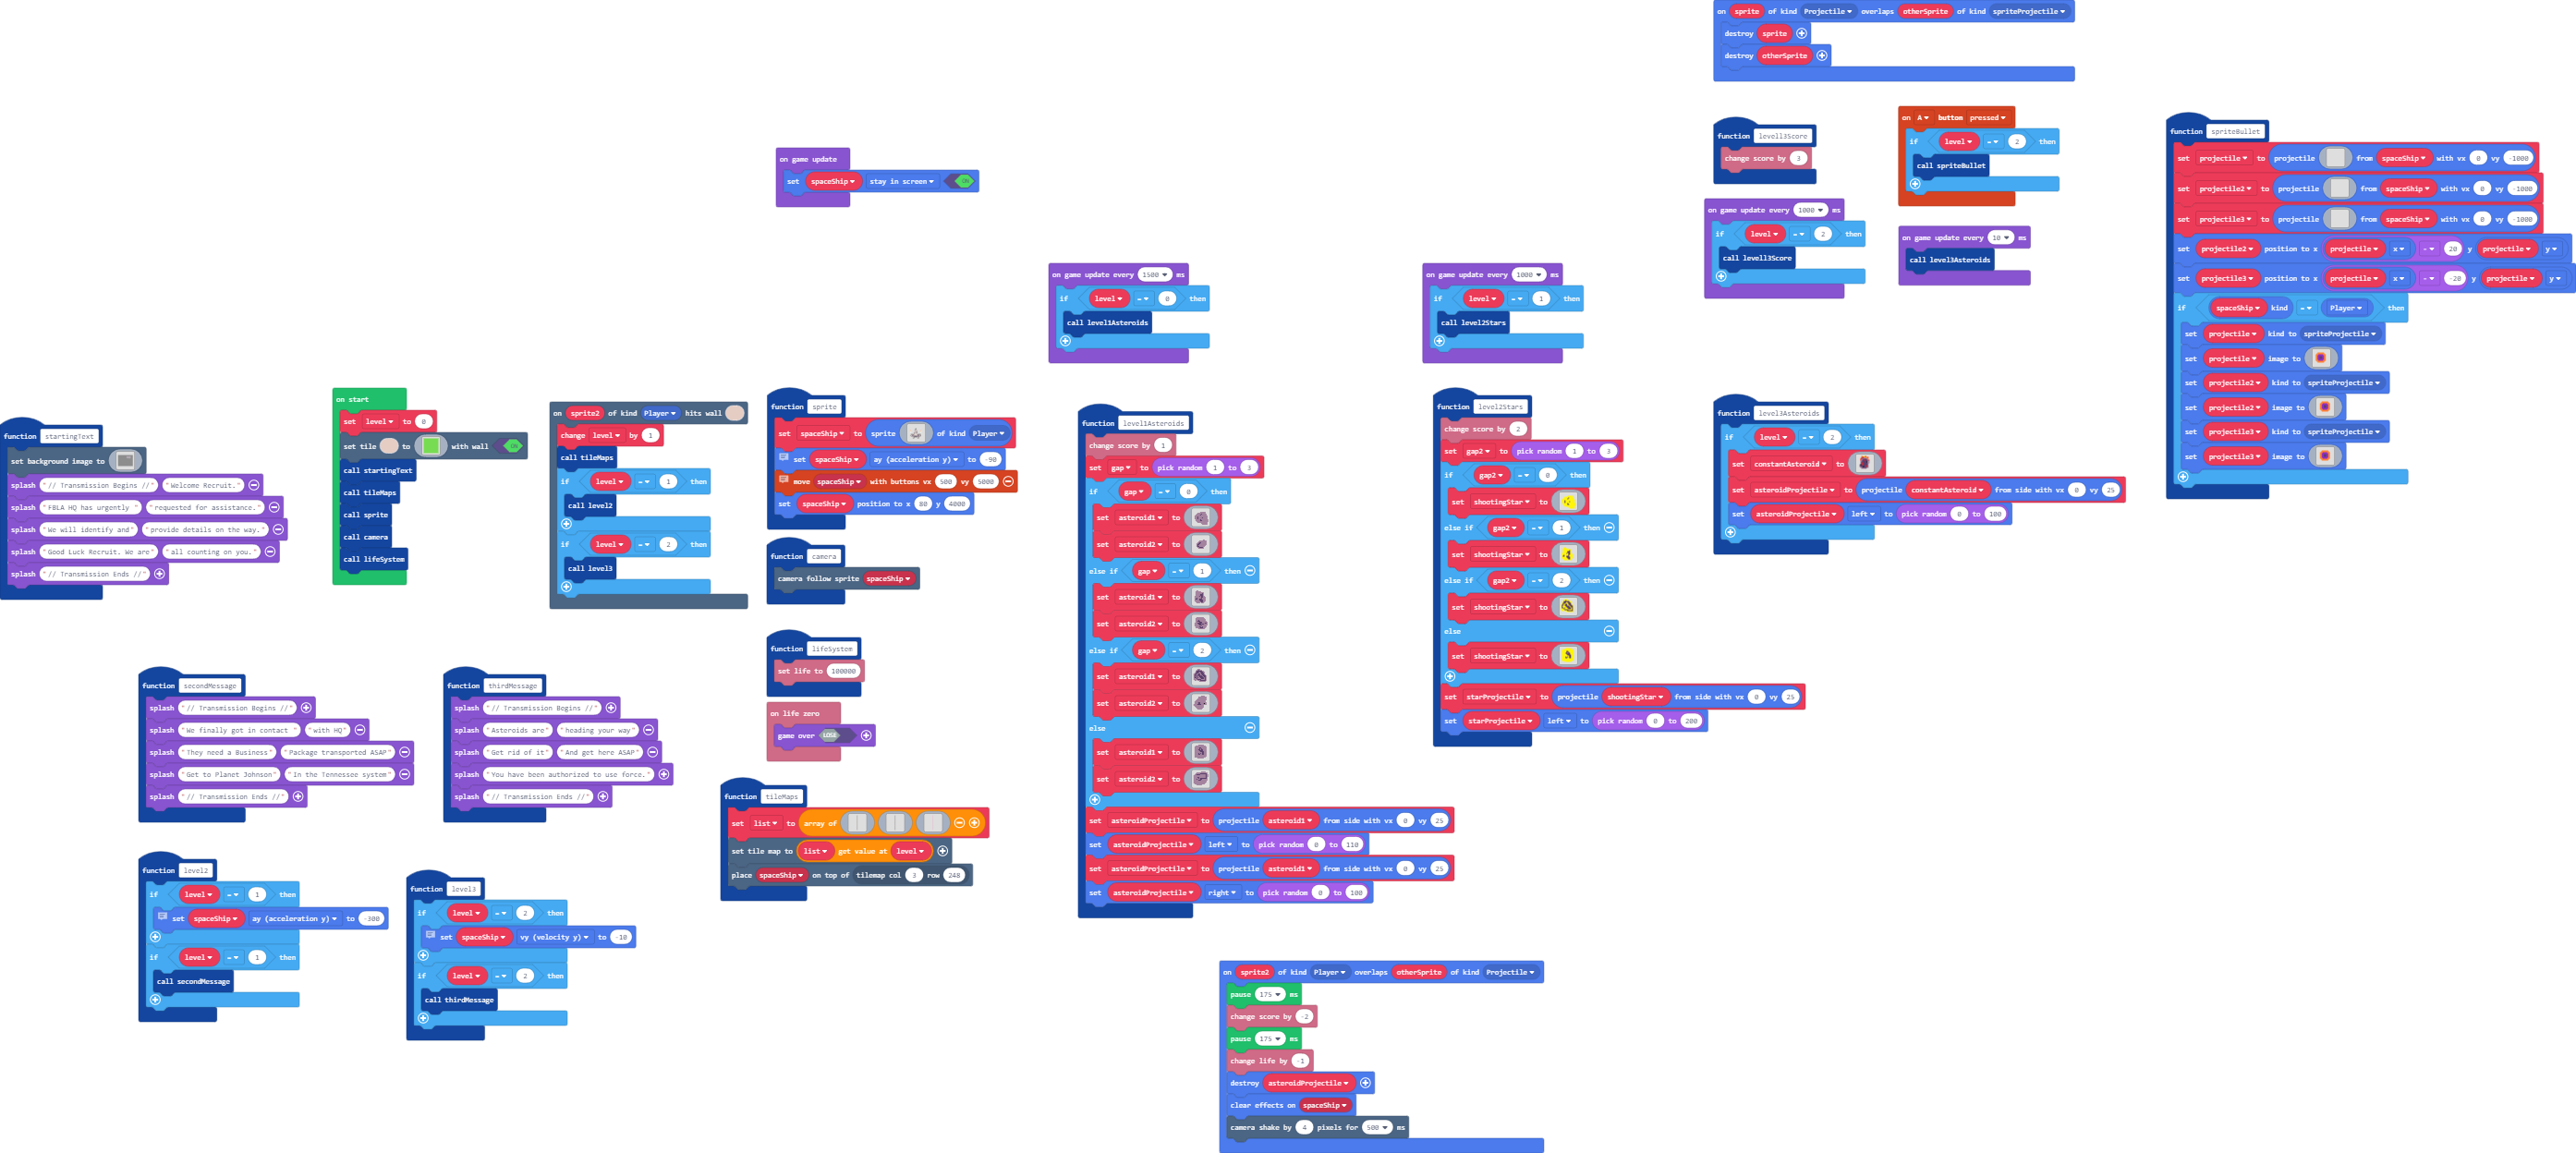 on sprite of kind Projectile overlaps otherSprite of kind spriteProjectile
destroy sprite
destroy otherSprite
function level13Score
change score by 3
on game update every 1000 ms
if level = 2 then
call level13Score
on A button pressed
if level = 2 then
call spriteBullet
on game update every 10 ms
call level3Asteroids
function spriteBullet
set projectile to projectile from spaceShip with vx 0 vy -1000
set projectile2 to projectile from spaceShip with vx 0 vy -1000
set projectile3 to projectile from spaceShip with vx 0 vy -1000
set projectile2 position to x projectile x - 20 y projectile y
set projectile3 position to x projectile x - -20 y projectile y
if spaceShip kind = Player then
set projectile kind to spriteProjectile
set projectile image to
set projectile2 kind to spriteProjectile
set projectile2 image to
set projectile3 kind to spriteProjectile
set projectile3 image to
on game update
set spaceShip stay in screen ON
on game update every 1500 ms
if level = 0 then
call level1Asteroids
on game update every 1000 ms
if level = 1 then
call level2Stars
function startingText
set background image to
splash "// Transmission Begins //" "Welcome Recruit."
splash "FBLA HQ has urgently " "requested for assistance."
splash "We will identify and" "provide details on the way."
splash "Good Luck Recruit. We are" "all counting on you."
splash "// Transmission Ends //"
on start
set level to 0
set tile to with wall ON
call startingText
call tileMaps
call sprite
call camera
call lifeSystem
on sprite2 of kind Player hits wall
change level by 1
call tileMaps
if level = 1 then
call level2
if level = 2 then
call level3
function sprite
set spaceShip to sprite of kind Player
set spaceShip ay (acceleration y) to -90
move spaceShip with buttons vx 500 vy 5000
set spaceShip position to x 80 y 4000
function camera
camera follow sprite spaceShip
function lifeSystem
set life to 100000
on life zero
game over LOSE
function tileMaps
set list to array of
set tile map to list get value at level
place spaceShip on top of tilemap col 3 row 248
function level1Asteroids
change score by 1
set gap to pick random 1 to 3
if gap = 0 then
set asteroid1 to
set asteroid2 to
else if gap = 1 then
set asteroid1 to
set asteroid2 to
else if gap = 2 then
set asteroid1 to
set asteroid2 to
else
set asteroid1 to
set asteroid2 to
set asteroidProjectile to projectile asteroid1 from side with vx 0 vy 25
set asteroidProjectile left to pick random 0 to 110
set asteroidProjectile to projectile asteroid1 from side with vx 0 vy 25
set asteroidProjectile right to pick random 0 to 100
function level2Stars
change score by 2
set gap2 to pick random 1 to 3
if gap2 = 0 then
set shootingStar to
else if gap2 = 1 then
set shootingStar to
else if gap2 = 2 then
set shootingStar to
else
set shootingStar to
set starProjectile to projectile shootingStar from side with vx 0 vy 25
set starProjectile left to pick random 0 to 200
function level3Asteroids
if level = 2 then
set constantAsteroid to
set asteroidProjectile to projectile constantAsteroid from side with vx 0 vy 25
set asteroidProjectile left to pick random 0 to 100
function secondMessage
splash "// Transmission Begins //"
splash "We finally got in contact " "with HQ"
splash "They need a Business" "Package transported ASAP"
splash "Get to Planet Johnson" "In the Tennessee system"
splash "// Transmission Ends //"
function thirdMessage
splash "// Transmission Begins //"
splash "Asteroids are" "heading your way"
splash "Get rid of it" "And get here ASAP"
splash "You have been authorized to use force."
splash "// Transmission Ends //"
function level2
if level = 1 then
set spaceShip ay (acceleration y) to -300
if level = 1 then
call secondMessage
function level3
if level = 2 then
set spaceShip vy (velocity y) to -10
if level = 2 then
call thirdMessage
on sprite2 of kind Player overlaps otherSprite of kind Projectile
pause 175 ms
change score by -2
pause 175 ms
change life by -1
destroy asteroidProjectile
clear effects on spaceShip
camera shake by 4 pixels for 500 ms